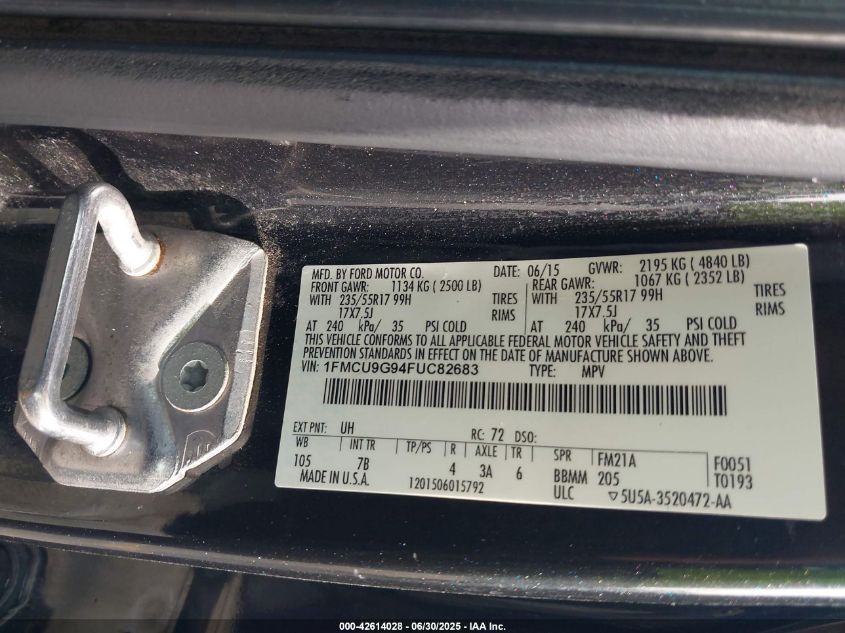 MFD. BY FORD MOTOR CO. DATE: 06/15 GVWR: 2195 KG ( 4840 LB)
FRONT GAWR: 1134 KG ( 2500 LB) REAR GAWR: 1067 KG ( 2352 LB)
WITH 235/55R17 99H TIRES WITH 235/55R17 99H TIRES
17X7.5J RIMS 17X7.5J RIMS
AT 240 kPa/ 35 PSI COLD AT 240 kPa/ 35 PSI COLD
THIS VEHICLE CONFORMS TO ALL APPLICABLE FEDERAL MOTOR VEHICLE SAFETY AND THEFT
PREVENTION STANDARDS IN EFFECT ON THE DATE OF MANUFACTURE SHOWN ABOVE.
VIN: 1FMCU9G94FUC82683 TYPE: MPV
EXT PNT: UH RC: 72 DSO:
WB INT TR TP/PS R AXLE TR SPR FM21A F0051
105 7B 4 3A 6 BBMM 205 T0193
MADE IN U.S.A. 1201506015792 ULC ▽5U5A-3520472-AA
000-42614028 - 06/30/2025 - IAA Inc.